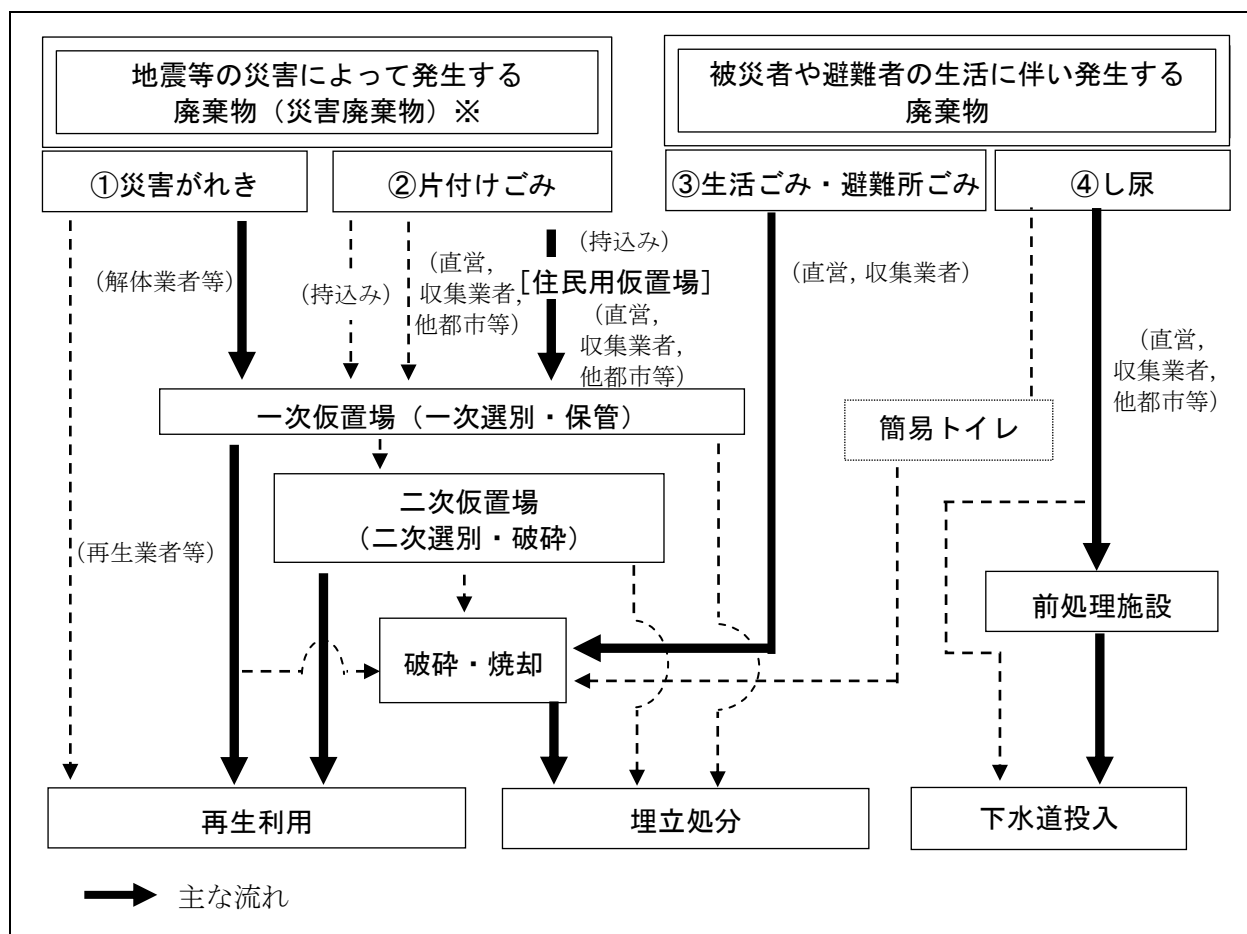 地震等の災害によって発生する
廃棄物（災害廃棄物）※
被災者や避難者の生活に伴い発生する
廃棄物
①災害がれき
②片付けごみ
③生活ごみ・避難所ごみ
④し尿
（解体業者等）
（持込み）
（直営,
収集業者,
他都市等）
（持込み）
［住民用仮置場］
（直営,
収集業者,
他都市等）
（直営, 収集業者）
（直営,
収集業者,
他都市等）
一次仮置場（一次選別・保管）
簡易トイレ
二次仮置場
（二次選別・破砕）
（再生業者等）
前処理施設
破砕・焼却
再生利用
埋立処分
下水道投入
主な流れ